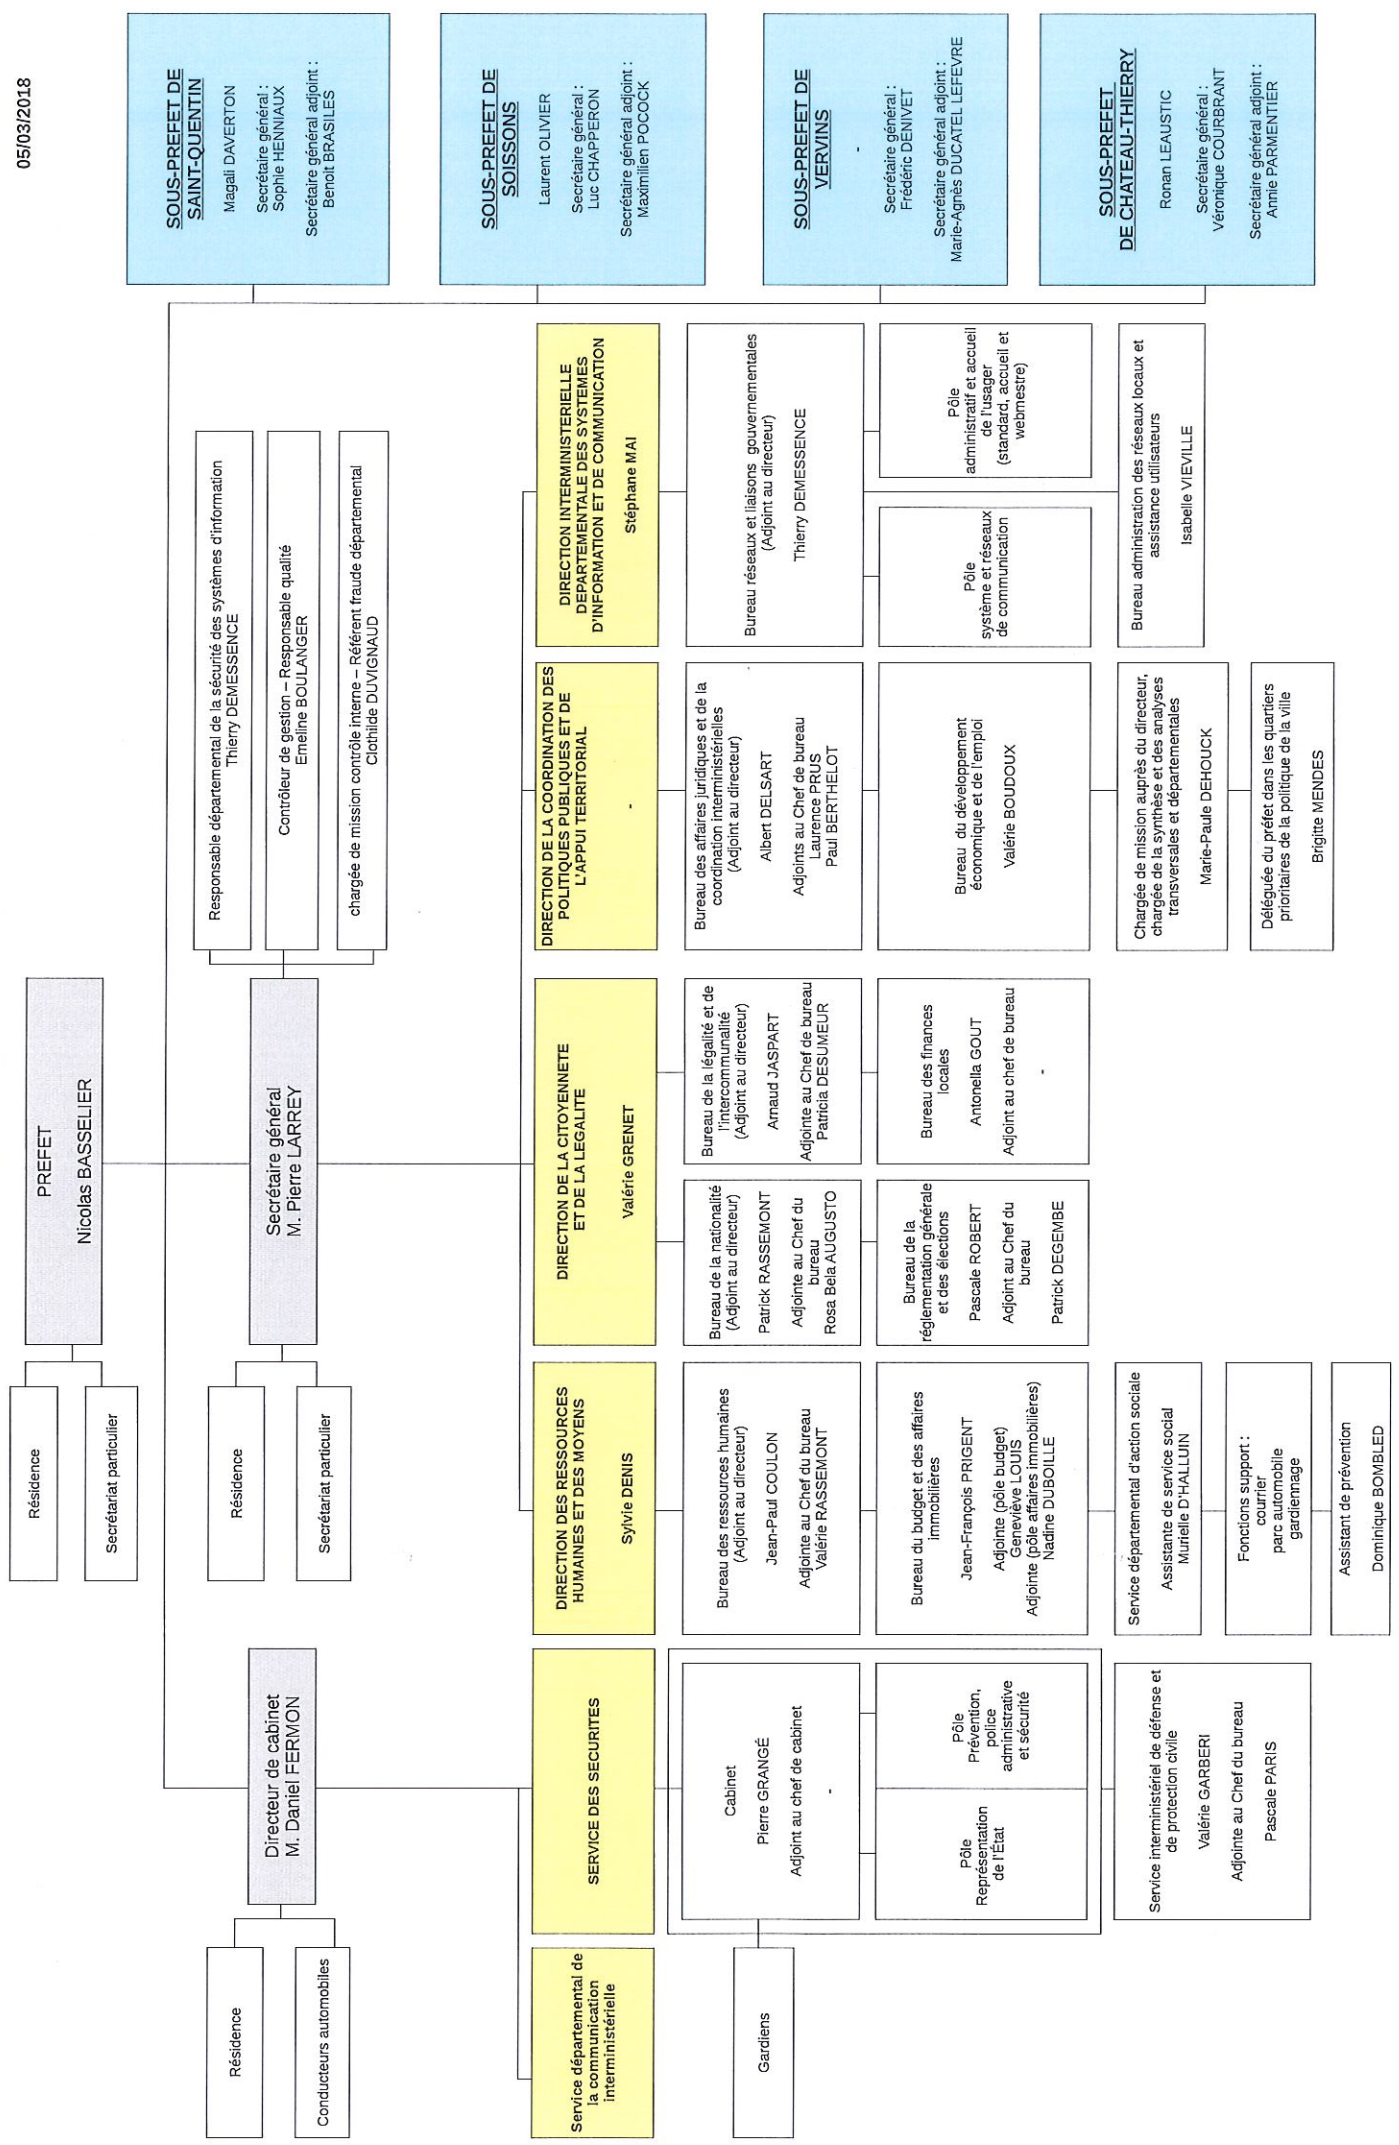 05/03/2018
PREFET
Nicolas BASSELIER
Résidence
Secrétariat particulier
Directeur de cabinet
M. Daniel FERMON
Résidence
Conducteurs automobiles
Secrétaire général
M. Pierre LARREY
Résidence
Secrétariat particulier
Responsable départemental de la sécurité des systèmes d'information
Thierry DEMESSENCE
Contrôleur de gestion – Responsable qualité
Emeline BOULANGER
chargée de mission contrôle interne – Référent fraude départemental
Clothilde DUVIGNAUD
SOUS-PREFET DE
SAINT-QUENTIN
Magali DAVERTON
Secrétaire général :
Sophie HENNIAUX
Secrétaire général adjoint :
Benoit BRASILES
SOUS-PREFET DE
SOISSONS
Laurent OLIVIER
Secrétaire général :
Luc CHAPPERON
Secrétaire général adjoint :
Maximilien POCOCK
SOUS-PREFET DE
VERVINS
-
Secrétaire général :
Frédéric DENIVET
Secrétaire général adjoint :
Marie-Agnès DUCATEL LEFEVRE
SOUS-PREFET
DE CHATEAU-THIERRY
Ronan LEAUSTIC
Secrétaire général :
Véronique COURBRANT
Secrétaire général adjoint :
Annie PARMENTIER
Service départemental de
la communication
interministérielle
SERVICE DES SECURITES
Gardiens
Cabinet
Pierre GRANGÉ
Adjoint au chef de cabinet
-
Pôle
Représentation
de l'État
Pôle
Prévention,
police
administrative
et sécurité
Service interministériel de défense et
de protection civile
Valérie GARBERI
Adjointe au Chef du bureau
Pascale PARIS
DIRECTION DES RESSOURCES
HUMAINES ET DES MOYENS
Sylvie DENIS
Bureau des ressources humaines
(Adjoint au directeur)
Jean-Paul COULON
Adjointe au Chef du bureau
Valérie RASSEMONT
Bureau du budget et des affaires
immobilières
Jean-François PRIGENT
Adjointe (pôle budget)
Geneviève LOUIS
Adjointe (pôle affaires immobilières)
Nadine DUBOILLE
Service départemental d'action sociale
Assistante de service social
Murielle D'HALLUIN
Fonctions support :
courrier
parc automobile
gardiennage
Assistant de prévention
Dominique BOMBLED
DIRECTION DE LA CITOYENNETE
ET DE LA LEGALITE
Valérie GRENET
Bureau de la nationalité
(Adjoint au directeur)
Patrick RASSEMONT
Adjointe au Chef du
bureau
Rosa Bela AUGUSTO
Bureau de la légalité et de
l'intercommunalité
(Adjoint au directeur)
Arnaud JASPART
Adjointe au Chef de bureau
Patricia DESUMEUR
Bureau de la
réglementation générale
et des élections
Pascale ROBERT
Adjoint au Chef du
bureau
Patrick DEGEMBE
Bureau des finances
locales
Antonella GOUT
Adjoint au chef de bureau
-
DIRECTION DE LA COORDINATION DES
POLITIQUES PUBLIQUES ET DE
L'APPUI TERRITORIAL
-
Bureau des affaires juridiques et de la
coordination interministérielles
(Adjoint au directeur)
Albert DELSART
Adjoints au Chef de bureau
Laurence PRUS
Paul BERTHELOT
Bureau du développement
économique et de l'emploi
Valérie BOUDOUX
Chargée de mission auprès du directeur,
chargée de la synthèse et des analyses
transversales et départementales
Marie-Paule DEHOUCK
Déléguée du préfet dans les quartiers
prioritaires de la politique de la ville
Brigitte MENDES
DIRECTION INTERMINISTERIELLE
DEPARTEMENTALE DES SYSTEMES
D'INFORMATION ET DE COMMUNICATION
Stéphane MAI
Bureau réseaux et liaisons gouvernementales
(Adjoint au directeur)
Thierry DEMESSENCE
Pôle
système et réseaux
de communication
Pôle
administratif et accueil
de l'usager
(standard, accueil et
webmestre)
Bureau administration des réseaux locaux et
assistance utilisateurs
Isabelle VIEVILLE